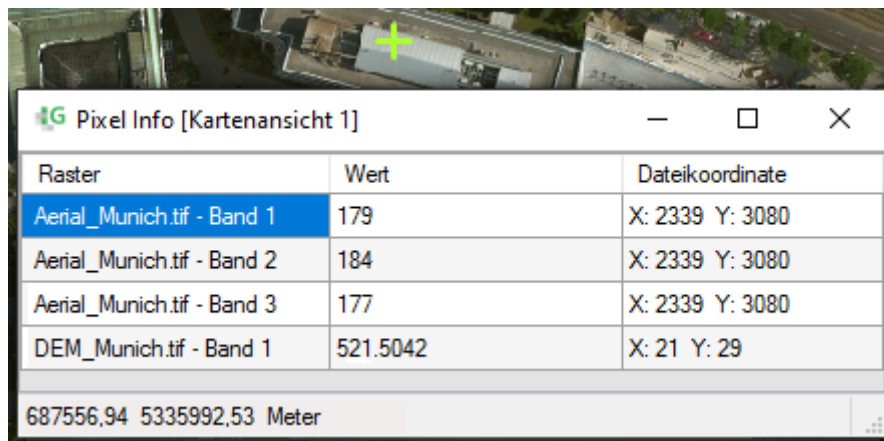 Pixel Info [Kartenansicht 1]
Raster Wert Dateikoordinate
Aerial_Munich.tif - Band 1 179 X: 2339 Y: 3080
Aerial_Munich.tif - Band 2 184 X: 2339 Y: 3080
Aerial_Munich.tif - Band 3 177 X: 2339 Y: 3080
DEM_Munich.tif - Band 1 521.5042 X: 21 Y: 29
687556,94 5335992,53 Meter